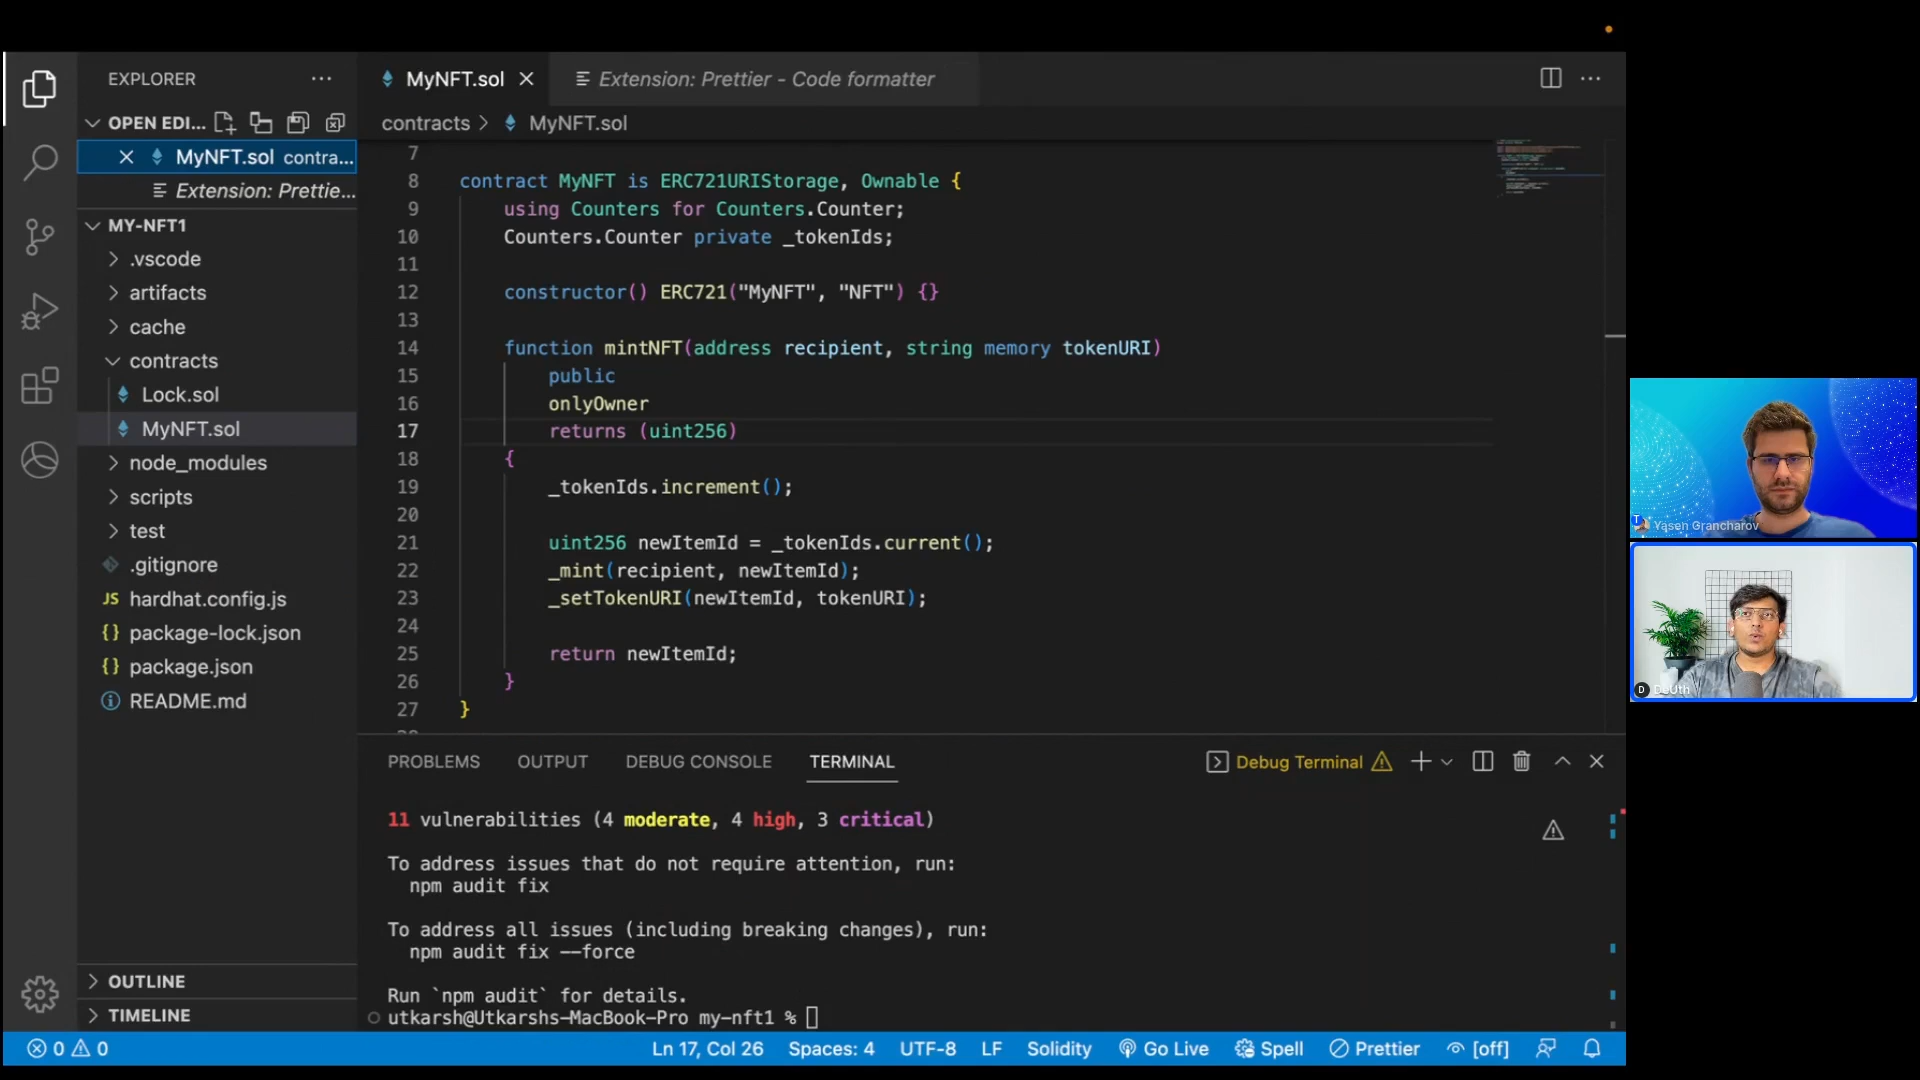 EXPLORER
OPEN EDI...
MyNFT.sol contra...
Extension: Prettie...
MY-NFT1
.vscode
artifacts
cache
contracts
Lock.sol
MyNFT.sol
node_modules
scripts
test
.gitignore
JS hardhat.config.js
{} package-lock.json
{} package.json
README.md
OUTLINE
TIMELINE
MyNFT.sol
Extension: Prettier - Code formatter
contracts > MyNFT.sol
7
8 contract MyNFT is ERC721URIStorage, Ownable {
9 using Counters for Counters.Counter;
10 Counters.Counter private _tokenIds;
11
12 constructor() ERC721("MyNFT", "NFT") {}
13
14 function mintNFT(address recipient, string memory tokenURI)
15 public
16 onlyOwner
17 returns (uint256)
18 {
19 _tokenIds.increment();
20
21 uint256 newItemId = _tokenIds.current();
22 _mint(recipient, newItemId);
23 _setTokenURI(newItemId, tokenURI);
24
25 return newItemId;
26 }
27 }
PROBLEMS OUTPUT DEBUG CONSOLE TERMINAL Debug Terminal
11 vulnerabilities (4 moderate, 4 high, 3 critical)
To address issues that do not require attention, run:
npm audit fix
To address all issues (including breaking changes), run:
npm audit fix --force
Run `npm audit` for details.
utkarsh@Utkarshs-MacBook-Pro my-nft1 %
0 0 Ln 17, Col 26 Spaces: 4 UTF-8 LF Solidity Go Live Spell Prettier [off]
Yasen Grancharov
D DeUth